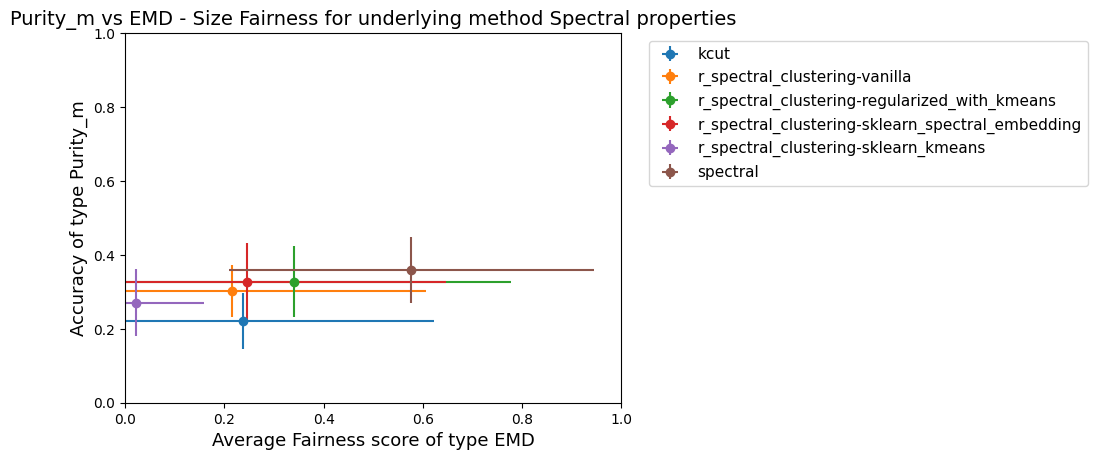 Purity_m vs EMD - Size Fairness for underlying method Spectral properties
1.0
0.8
0.6
0.4
0.2
0.0
Accuracy of type Purity_m
0.0 0.2 0.4 0.6 0.8 1.0
Average Fairness score of type EMD
kcut
r_spectral_clustering-vanilla
r_spectral_clustering-regularized_with_kmeans
r_spectral_clustering-sklearn_spectral_embedding
r_spectral_clustering-sklearn_kmeans
spectral